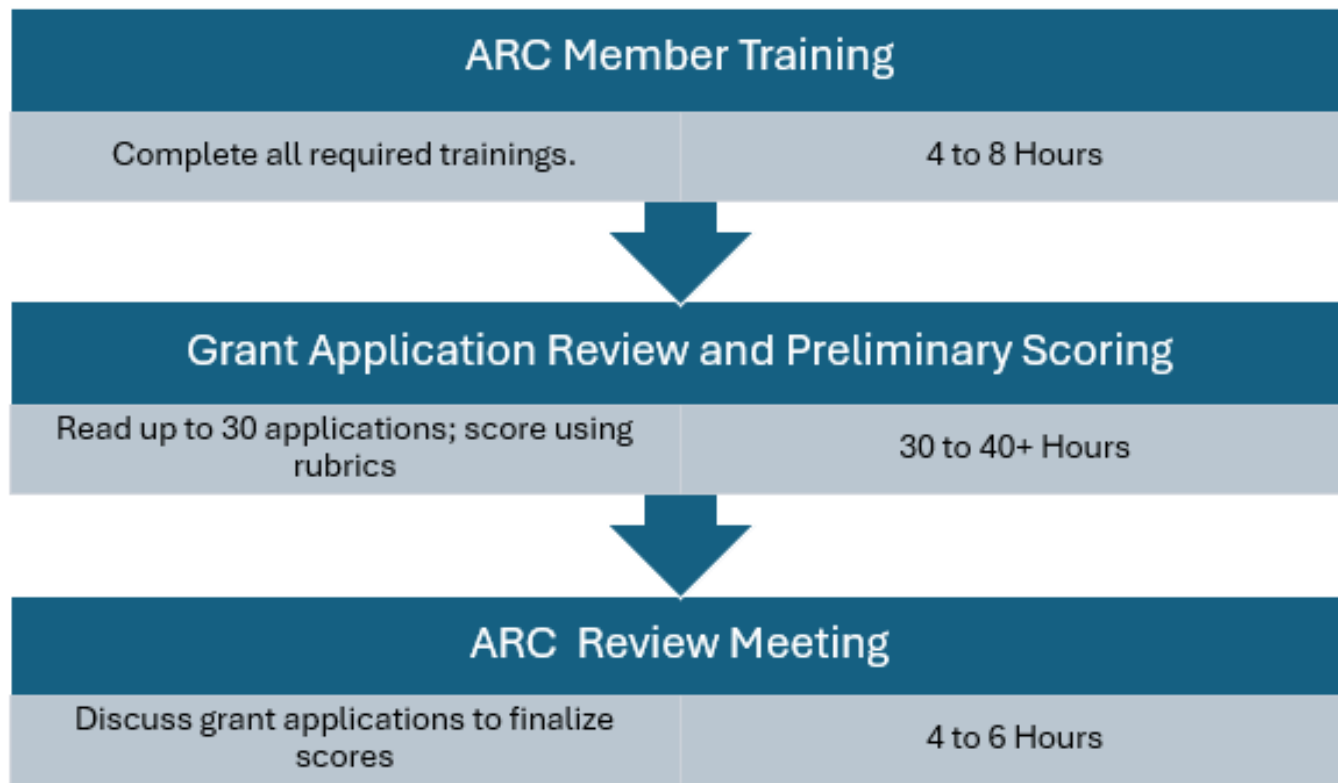 ARC Member Training
Complete all required trainings.
4 to 8 Hours
Grant Application Review and Preliminary Scoring
Read up to 30 applications; score using
rubrics
30 to 40+ Hours
ARC  Review Meeting
Discuss grant applications to finalize
scores
4 to 6 Hours